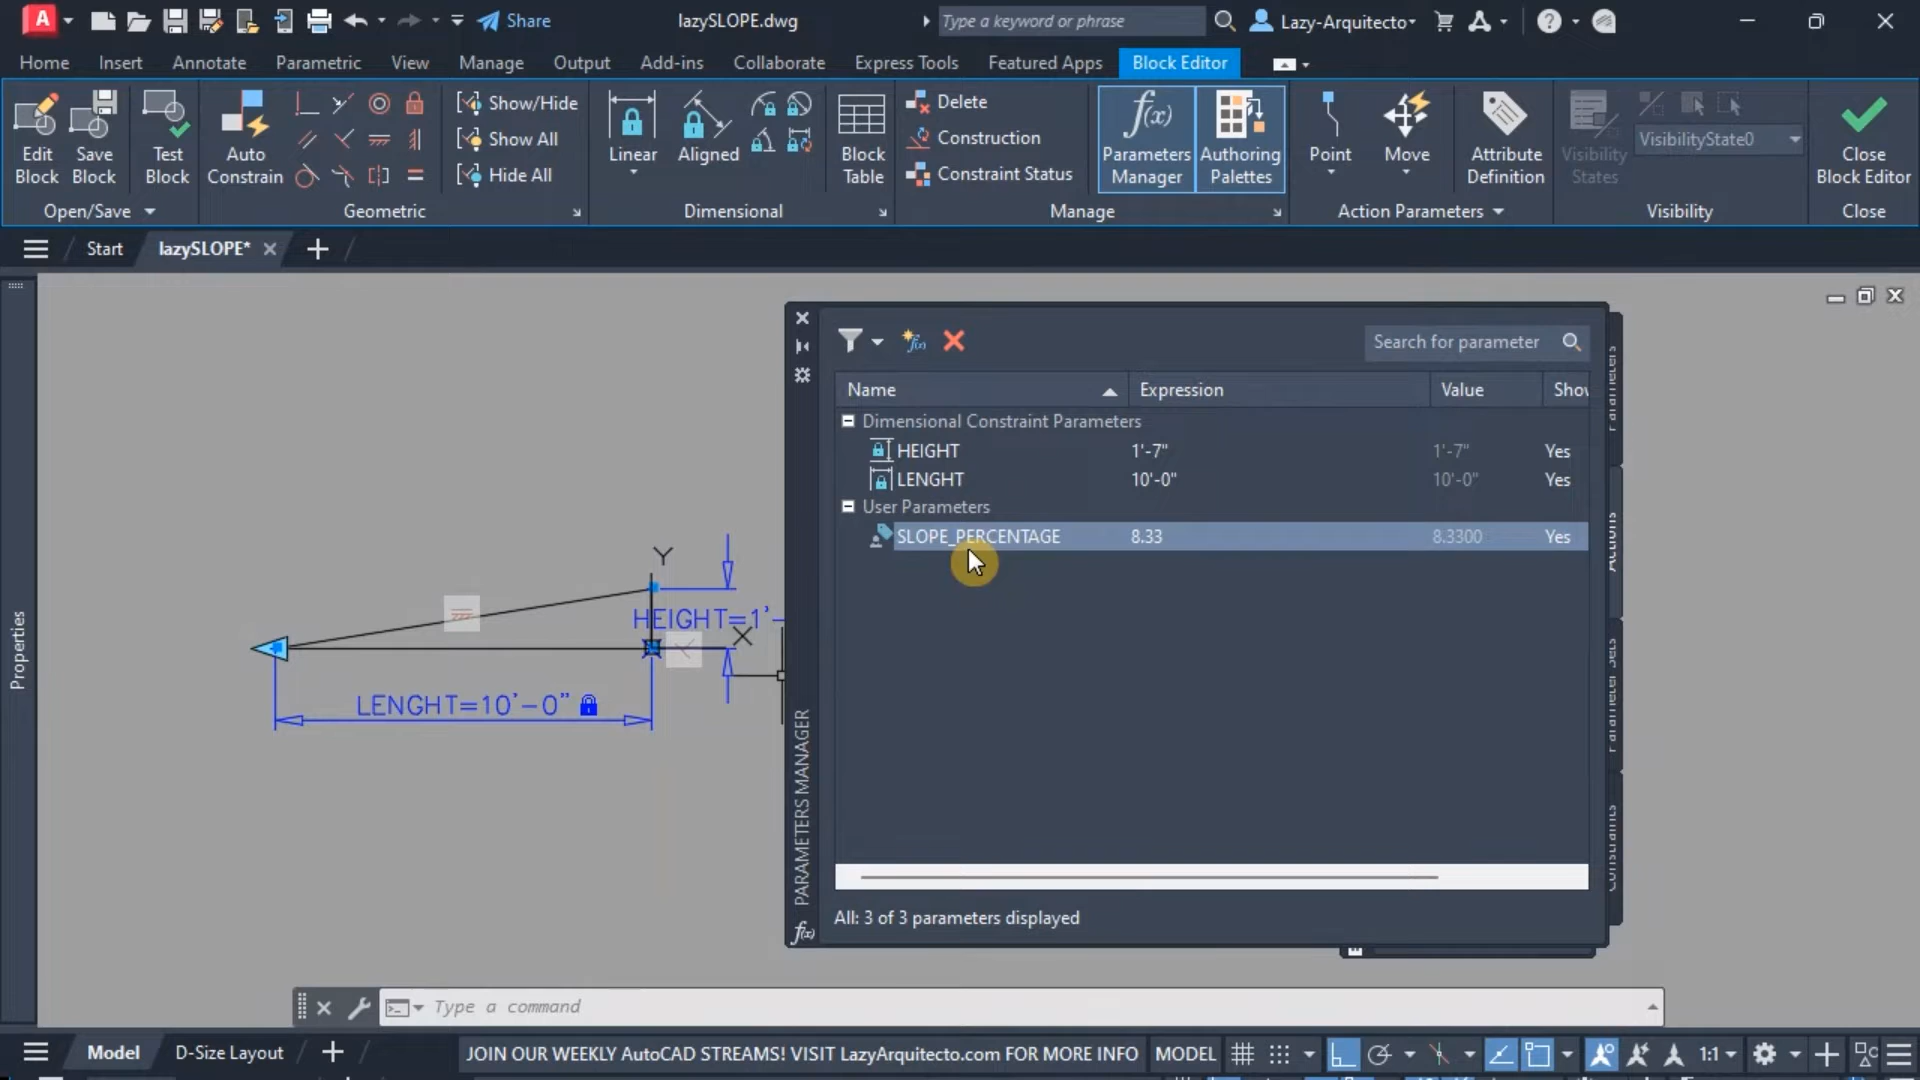 A Share lazySLOPE.dwg Type a keyword or phrase Lazy-Arquitecto
Home Insert Annotate Parametric View Manage Output Add-ins Collaborate Express Tools Featured Apps Block Editor
Edit Block
Save Block
Test Block
Auto Constrain
Show/Hide
Show All
Hide All
Linear
Aligned
Block Table
Delete
Construction
Constraint Status
f(x)
Parameters Manager
Authoring Palettes
Point
Move
Attribute Definition
Visibility States
VisibilityState0
Close Block Editor
Open/Save Geometric Dimensional Manage Action Parameters Visibility Close
Start lazySLOPE*
Properties
Y
X
HEIGHT=1'-
LENGHT=10'-0"
Search for parameter
Name Expression Value Show
Dimensional Constraint Parameters
HEIGHT 1'-7" 1'-7" Yes
LENGHT 10'-0" 10'-0" Yes
User Parameters
SLOPE_PERCENTAGE 8.33 8.3300 Yes
All: 3 of 3 parameters displayed
PARAMETERS MANAGER
f(x)
Parameters
Actions
Parameter Sets
Constraints
Type a command
Model D-Size Layout JOIN OUR WEEKLY AutoCAD STREAMS! VISIT LazyArquitecto.com FOR MORE INFO MODEL 1:1